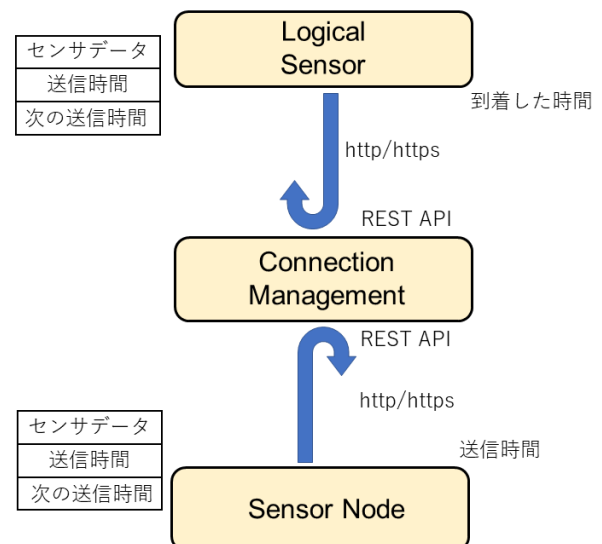 Logical
Sensor
センサデータ
送信時間
次の送信時間
到着した時間
http/https
REST API
Connection
Management
REST API
http/https
センサデータ
送信時間
次の送信時間
送信時間
Sensor Node